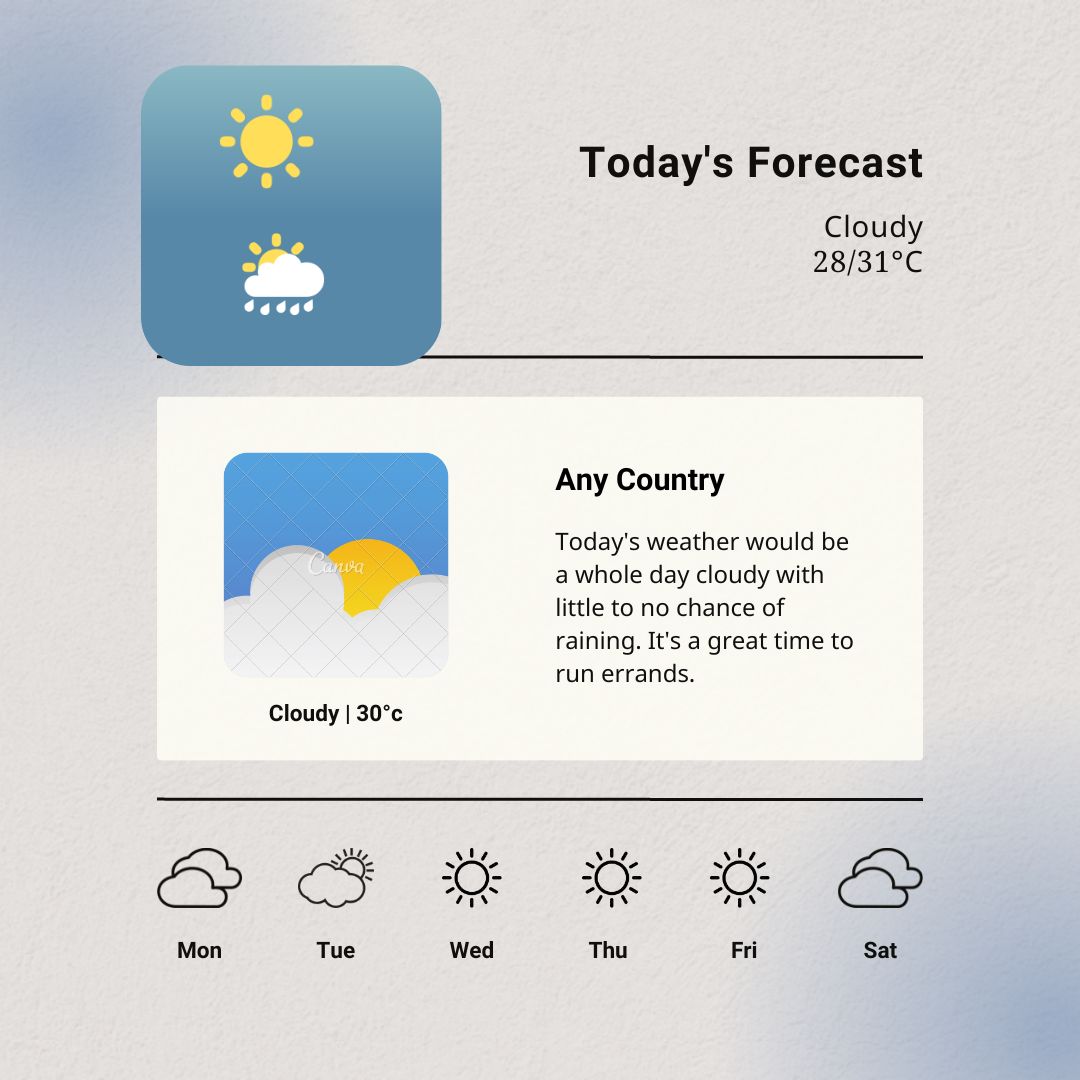 Today's Forecast
Cloudy
28/31°C
Canva
Cloudy | 30°c
Any Country
Today's weather would be
a whole day cloudy with
little to no chance of
raining. It's a great time to
run errands.
Mon Tue Wed Thu Fri Sat